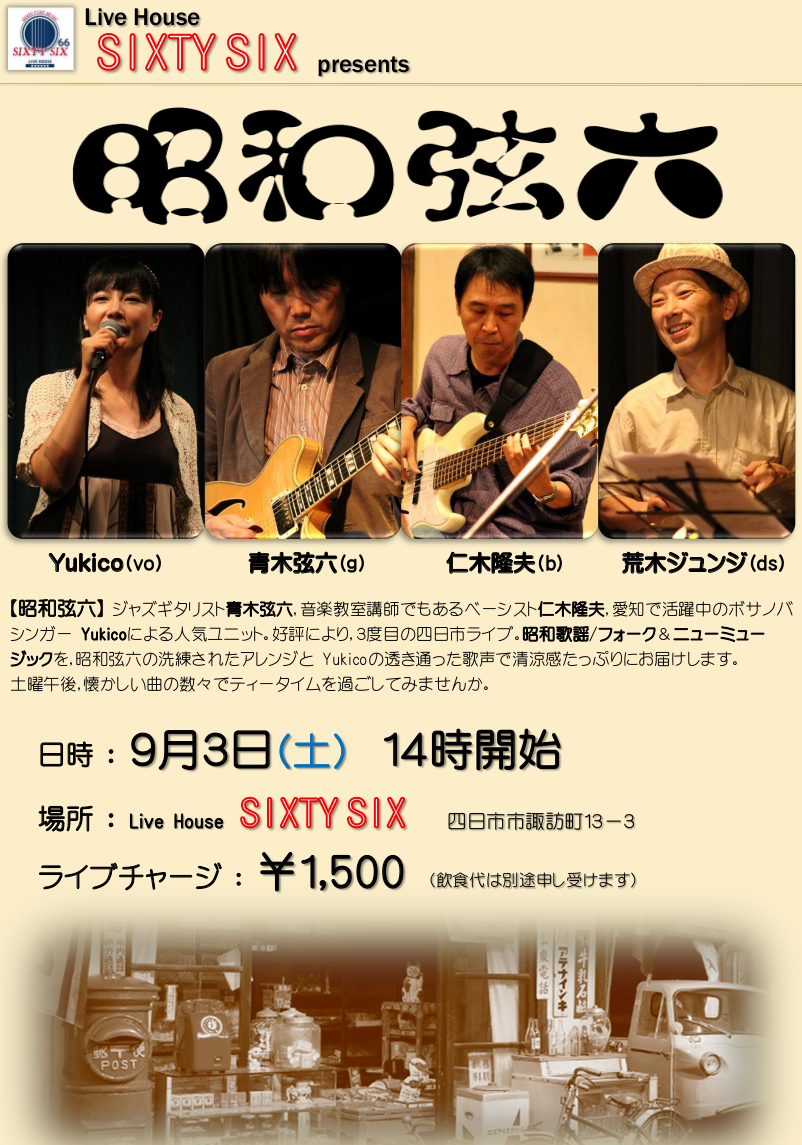 Live House
SIXTY SIX presents
SIXTY SIX 66
LIVE HOUSE
昭和弦六
Yukico(vo) 青木弦六(g) 仁木隆夫(b) 荒木ジュンジ(ds)
【昭和弦六】 ジャズギタリスト青木弦六,音楽教室講師でもあるベーシスト仁木隆夫,愛知で活躍中のボサノバ
シンガー Yukicoによる人気ユニット。好評により,3度目の四日市ライブ。昭和歌謡/フォーク&ニューミュー
ジックを,昭和弦六の洗練されたアレンジと Yukicoの透き通った歌声で清涼感たっぷりにお届けします。
土曜午後,懐かしい曲の数々でティータイムを過ごしてみませんか。
日時 : 9月3日(土) 14時開始
場所 : Live House SIXTY SIX 四日市市諏訪町13-3
ライブチャージ : ¥1,500 (飲食代は別途申し受けます)
POST